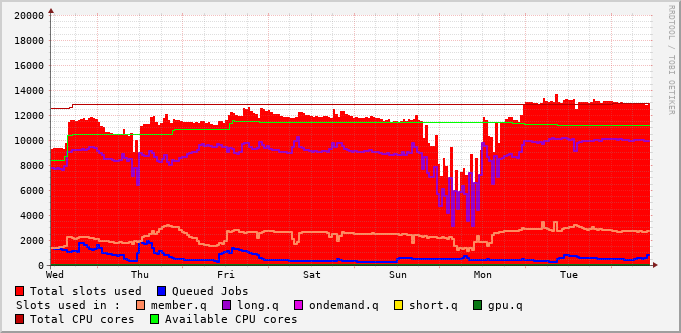 20000
18000
16000
14000
12000
10000
8000
6000
4000
2000
0
Wed Thu Fri Sat Sun Mon Tue
Total slots used Queued Jobs
Slots used in : member.q long.q ondemand.q short.q gpu.q
Total CPU cores Available CPU cores
RRDTOOL / TOBI OETIKER